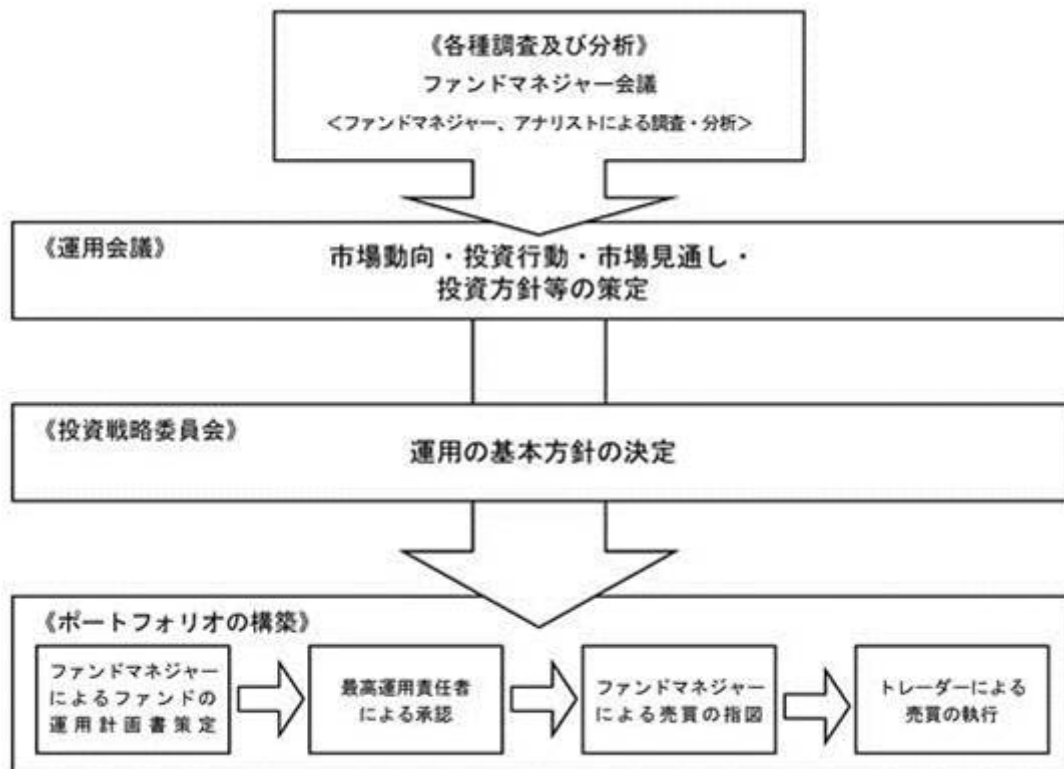 《各種調査及び分析》
ファンドマネジャー会議
＜ファンドマネジャー、アナリストによる調査・分析＞
《運用会議》
市場動向・投資行動・市場見通し・
投資方針等の策定
《投資戦略委員会》
運用の基本方針の決定
《ポートフォリオの構築》
ファンドマネジャー
によるファンドの
運用計画書策定
最高運用責任者
による承認
ファンドマネジャー
による売買の指図
トレーダーによる
売買の執行